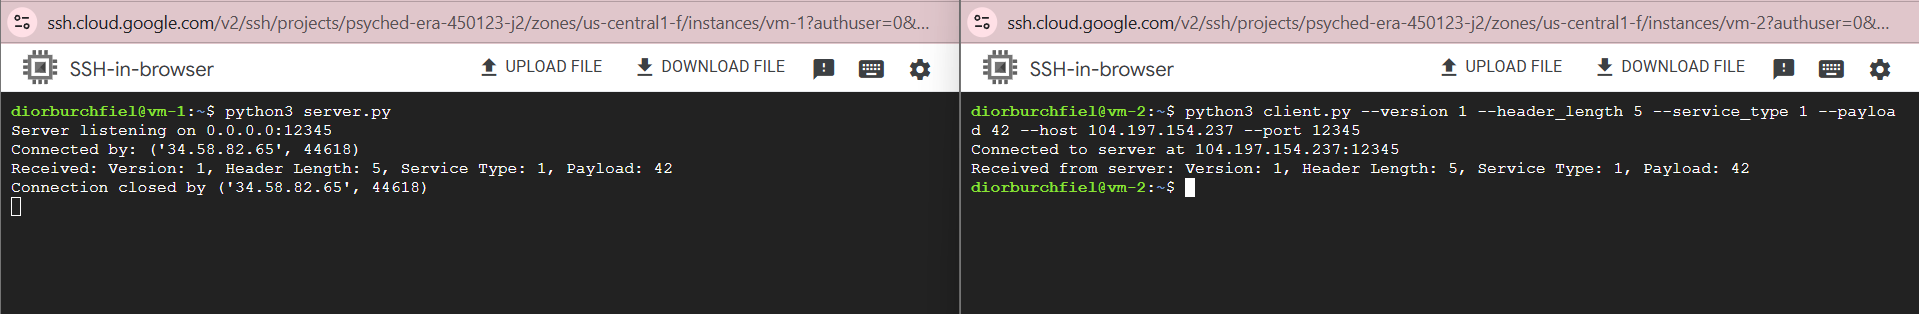 ssh.cloud.google.com/v2/ssh/projects/psyched-era-450123-j2/zones/us-central1-f/instances/vm-1?authuser=0&...
SSH-in-browser
UPLOAD FILE
DOWNLOAD FILE
diorburchfiel@vm-1:~$ python3 server.py
Server listening on 0.0.0.0:12345
Connected by: ('34.58.82.65', 44618)
Received: Version: 1, Header Length: 5, Service Type: 1, Payload: 42
Connection closed by ('34.58.82.65', 44618)
ssh.cloud.google.com/v2/ssh/projects/psyched-era-450123-j2/zones/us-central1-f/instances/vm-2?authuser=0&...
SSH-in-browser
UPLOAD FILE
DOWNLOAD FILE
diorburchfiel@vm-2:~$ python3 client.py --version 1 --header_length 5 --service_type 1 --payloa
d 42 --host 104.197.154.237 --port 12345
Connected to server at 104.197.154.237:12345
Received from server: Version: 1, Header Length: 5, Service Type: 1, Payload: 42
diorburchfiel@vm-2:~$